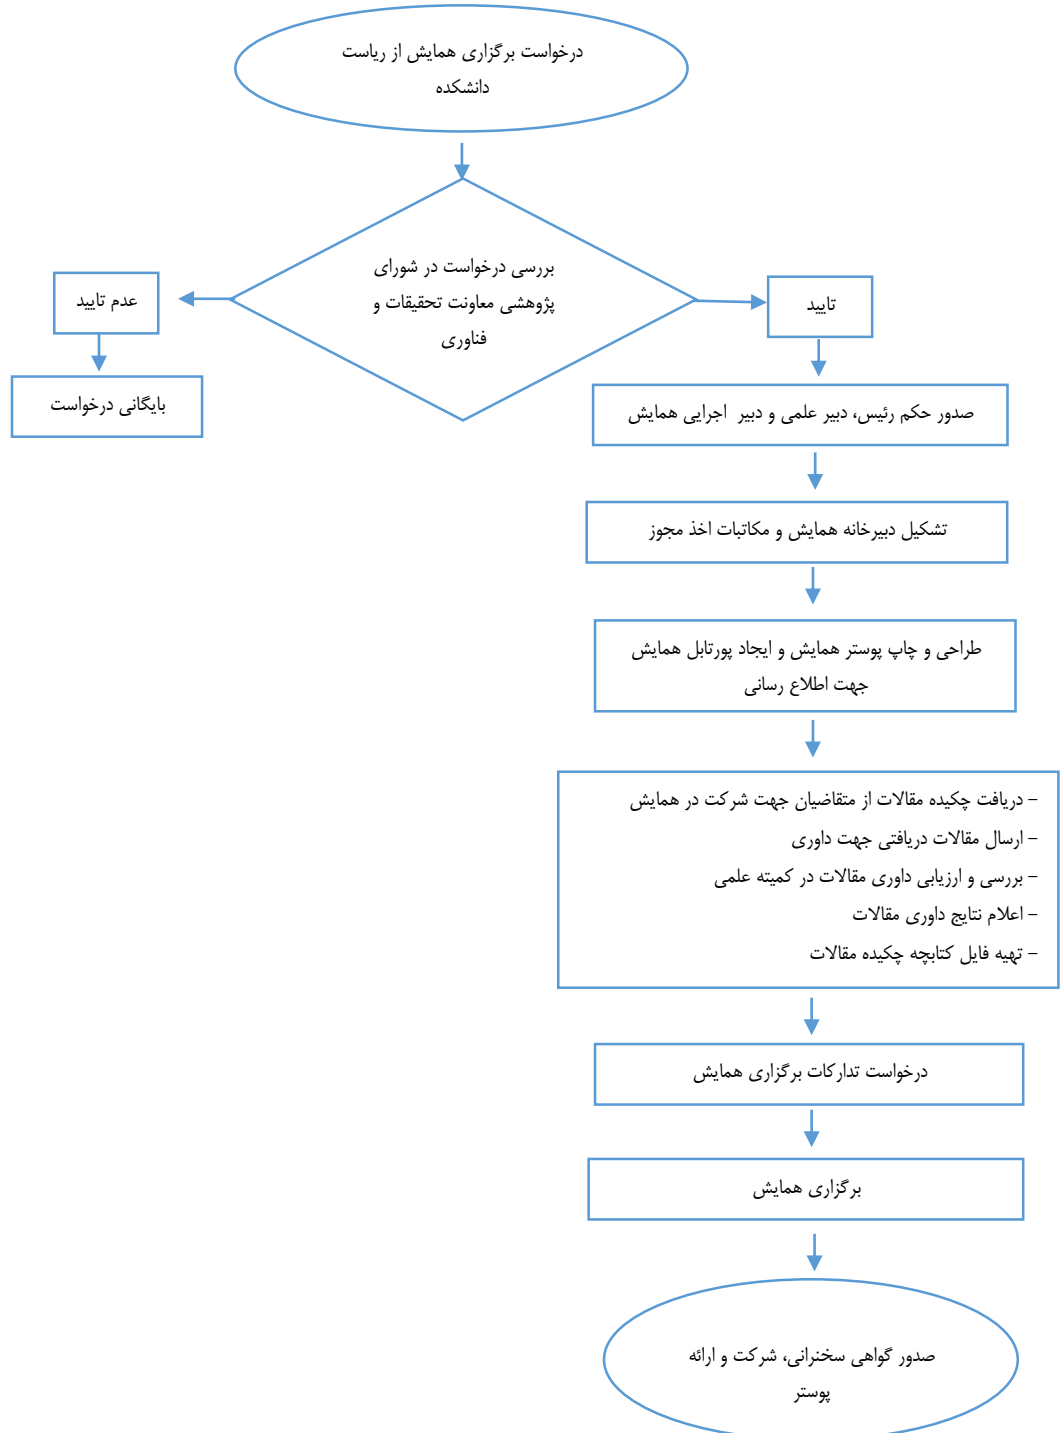 درخواست برگزاری همایش از ریاست
دانشکده
بررسی درخواست در شورای
پژوهشی معاونت تحقیقات و
فناوری
تایید
عدم تایید
بایگانی درخواست
صدور حکم رئیس، دبیر علمی و دبیر اجرایی همایش
تشکیل دبیرخانه همایش و مکاتبات اخذ مجوز
طراحی و چاپ پوستر همایش و ایجاد پورتابل همایش
جهت اطلاع رسانی
- دریافت چکیده مقالات از متقاضیان جهت شرکت در همایش
- ارسال مقالات دریافتی جهت داوری
- بررسی و ارزیابی داوری مقالات در کمیته علمی
- اعلام نتایج داوری مقالات
- تهیه فایل کتابچه چکیده مقالات
درخواست تدارکات برگزاری همایش
برگزاری همایش
صدور گواهی سخنرانی، شرکت و ارائه
پوستر